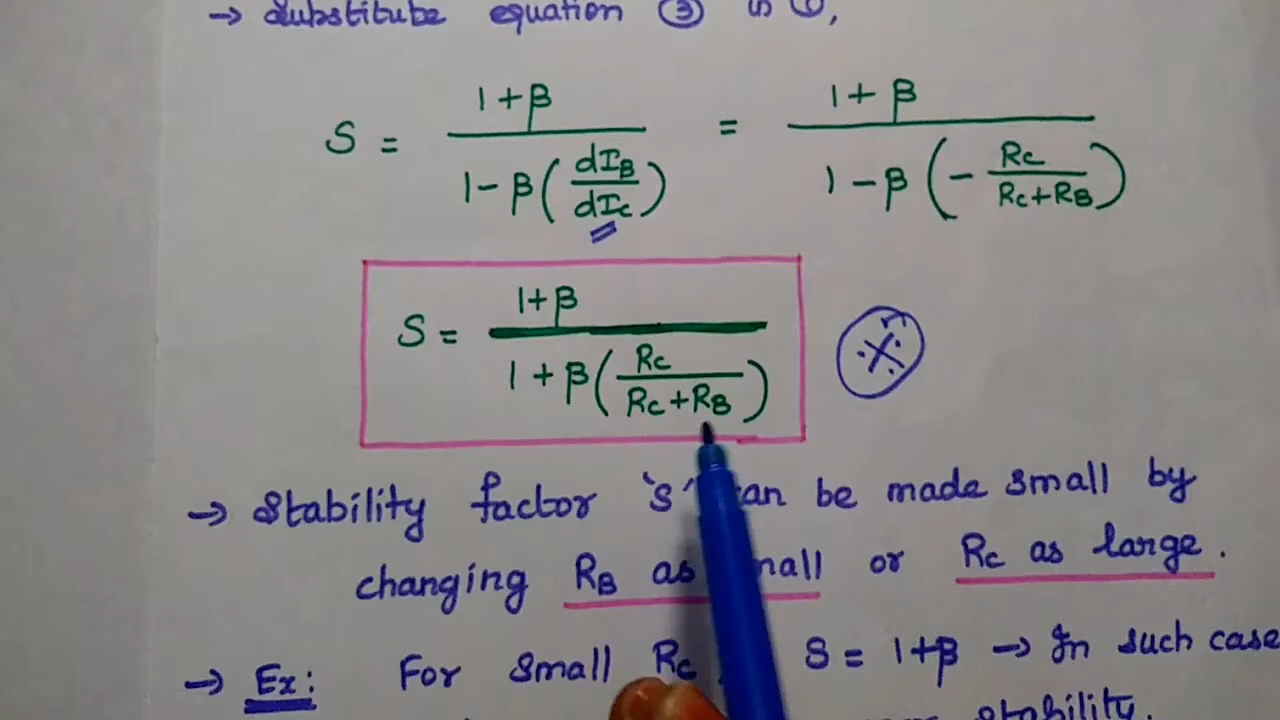 → Substitute equation ③ in ①,
S = 1+β / 1-β(dIB/dIc) = 1+β / 1-β(-Rc/Rc+RB)
S = 1+β / 1+β(Rc/Rc+RB)
→ Stability factor 's' can be made small by
changing RB as small or Rc as large.
→ Ex: For small Rc, S = 1+β → In such case
stability.